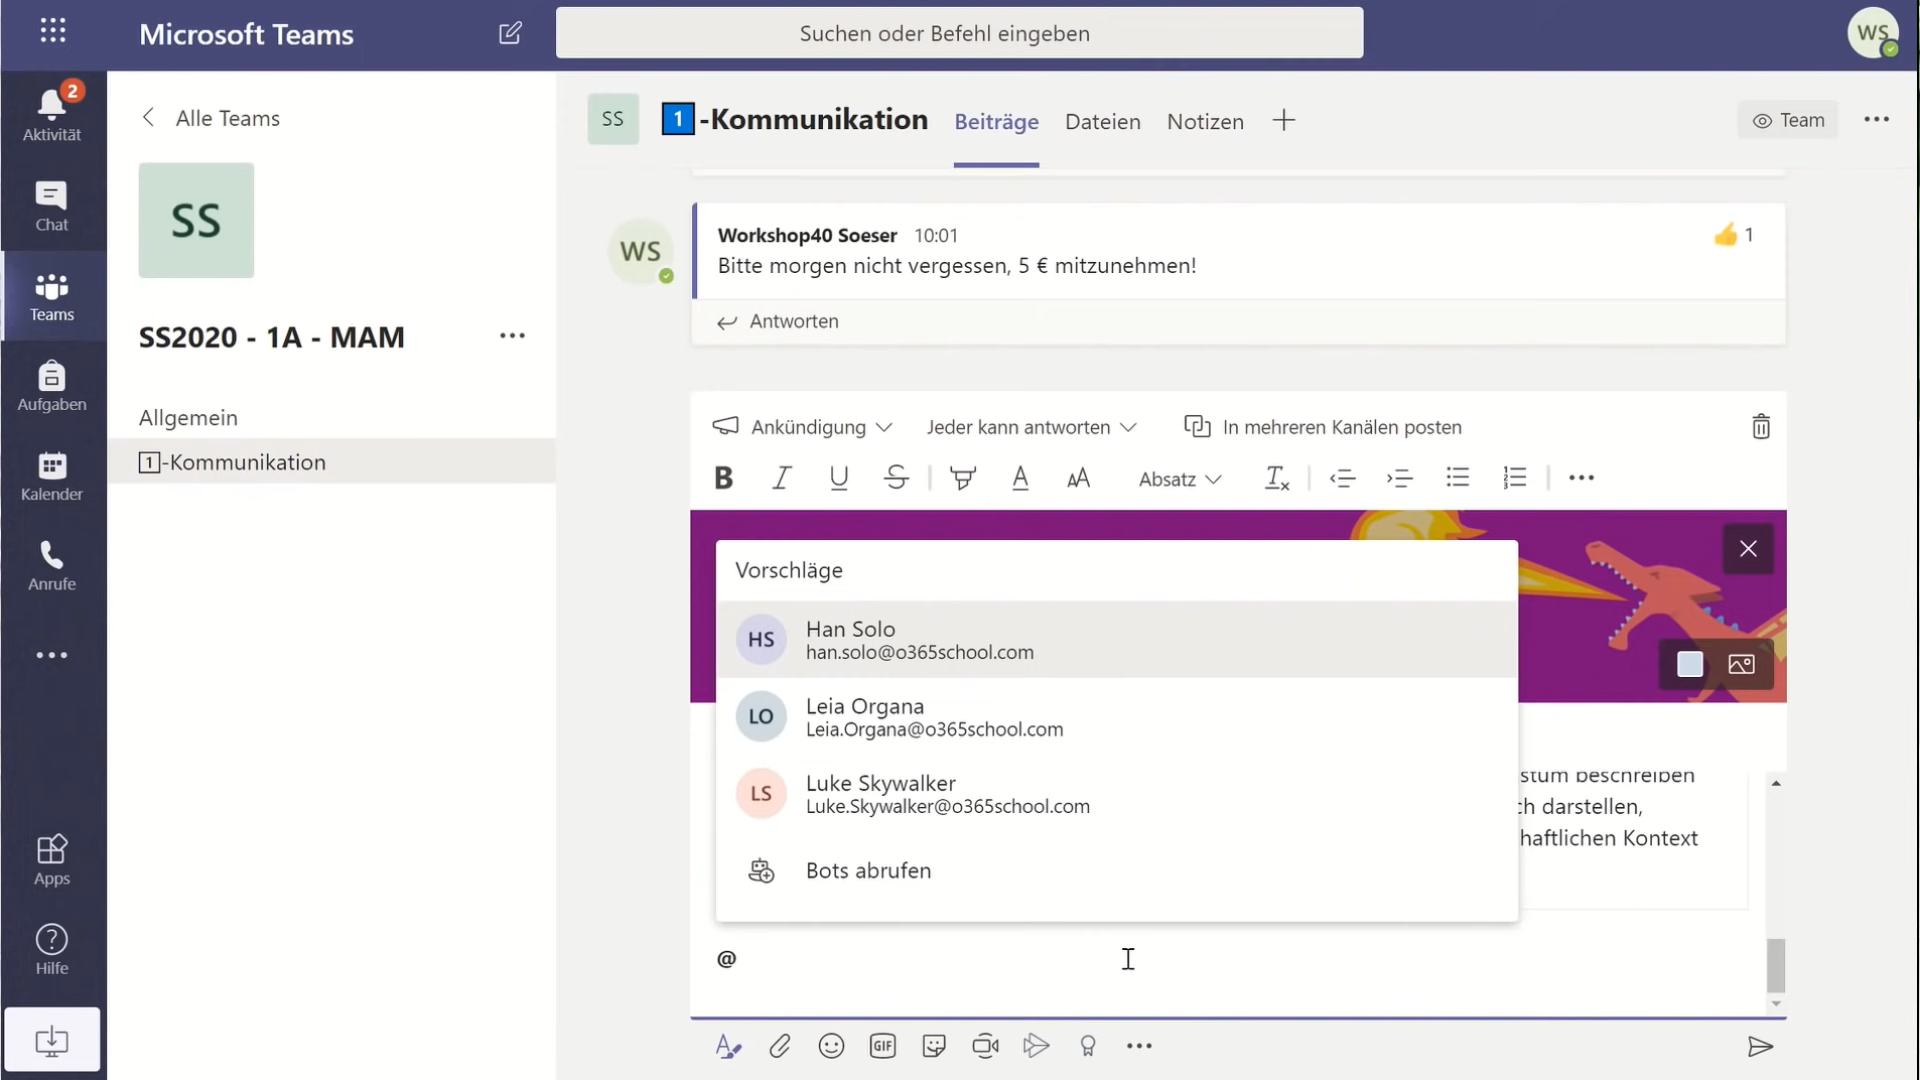 Microsoft Teams
Suchen oder Befehl eingeben
WS
2
Aktivität
Chat
Teams
Aufgaben
Kalender
Anrufe
Apps
Hilfe
Alle Teams
SS
SS2020 - 1A - MAM
Allgemein
1-Kommunikation
SS
1-Kommunikation
Beiträge
Dateien
Notizen
Team
WS
Workshop40 Soeser 10:01
1
Bitte morgen nicht vergessen, 5 € mitzunehmen!
Antworten
Ankündigung
Jeder kann antworten
In mehreren Kanälen posten
B I U S A AA Absatz Tx
Vorschläge
HS
Han Solo
han.solo@o365school.com
LO
Leia Organa
Leia.Organa@o365school.com
LS
Luke Skywalker
Luke.Skywalker@o365school.com
Bots abrufen
stum beschreiben
ch darstellen,
haftlichen Kontext
@
GIF